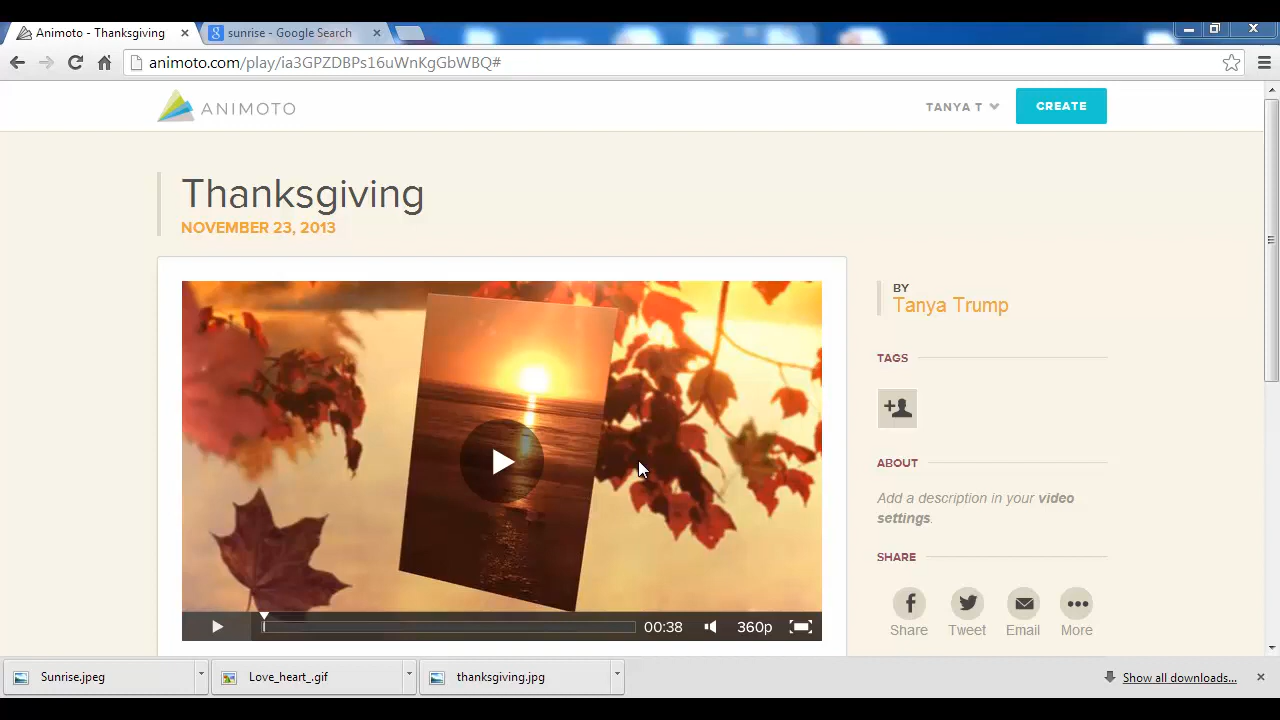 Animoto - Thanksgiving
sunrise - Google Search
animoto.com/play/ia3GPZDBPs16uWnKgGbWBQ#
ANIMOTO
TANYA T
CREATE
Thanksgiving
NOVEMBER 23, 2013
BY
Tanya Trump
TAGS
ABOUT
Add a description in your video
settings.
SHARE
Share
Tweet
Email
More
00:38
360p
Sunrise.jpeg
Love_heart_.gif
thanksgiving.jpg
Show all downloads...